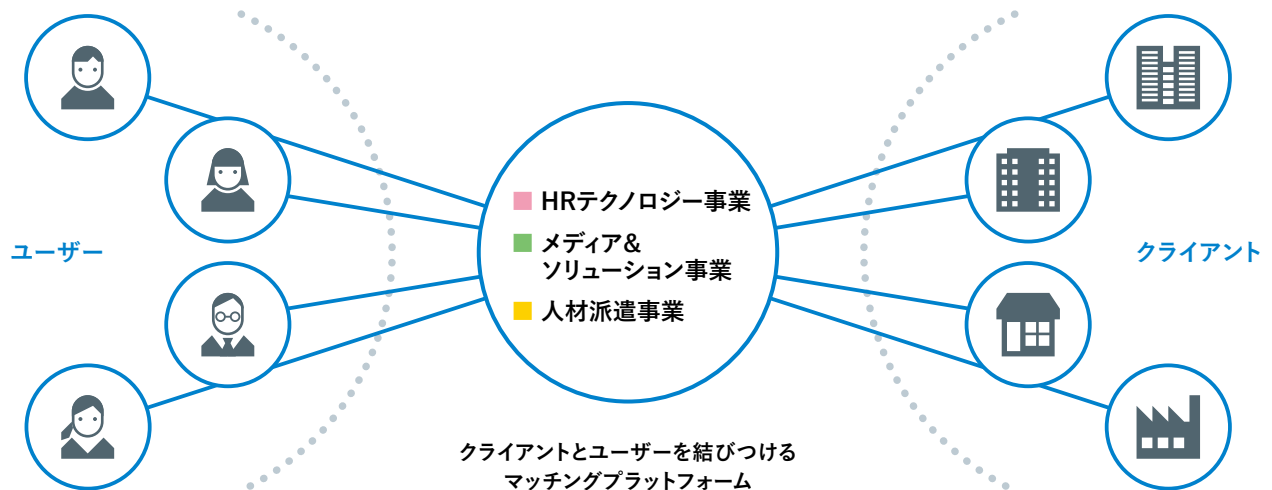 ユーザー
HRテクノロジー事業
メディア&
ソリューション事業
人材派遣事業
クライアント
クライアントとユーザーを結びつける
マッチングプラットフォーム